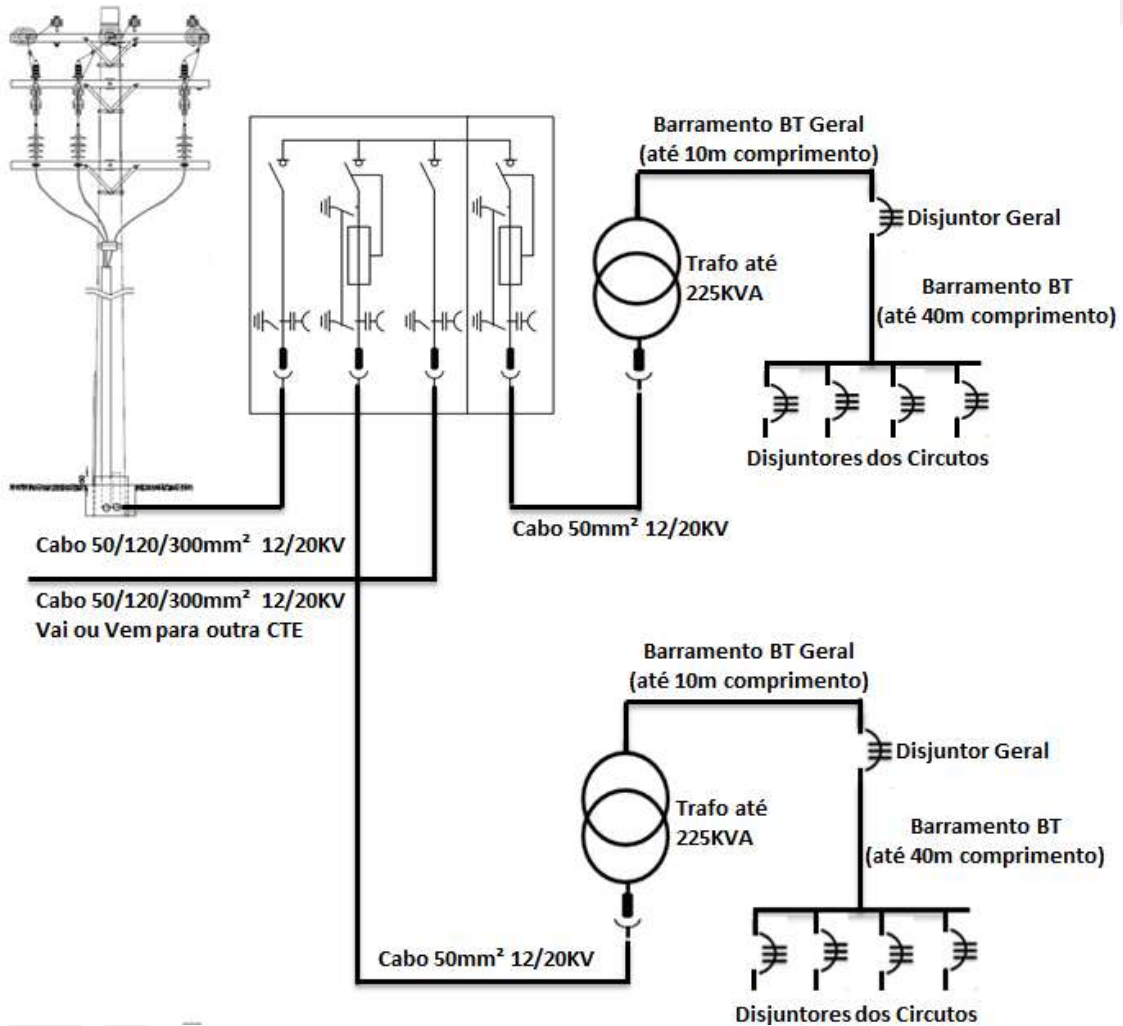 Barramento BT Geral
(até 10m comprimento)
Disjuntor Geral
Trafo até
225KVA
Barramento BT
(até 40m comprimento)
Disjuntores dos Circutos
Cabo 50/120/300mm² 12/20KV
Cabo 50mm² 12/20KV
Cabo 50/120/300mm² 12/20KV
Vai ou Vem para outra CTE
Barramento BT Geral
(até 10m comprimento)
Disjuntor Geral
Trafo até
225KVA
Barramento BT
(até 40m comprimento)
Cabo 50mm² 12/20KV
Disjuntores dos Circutos